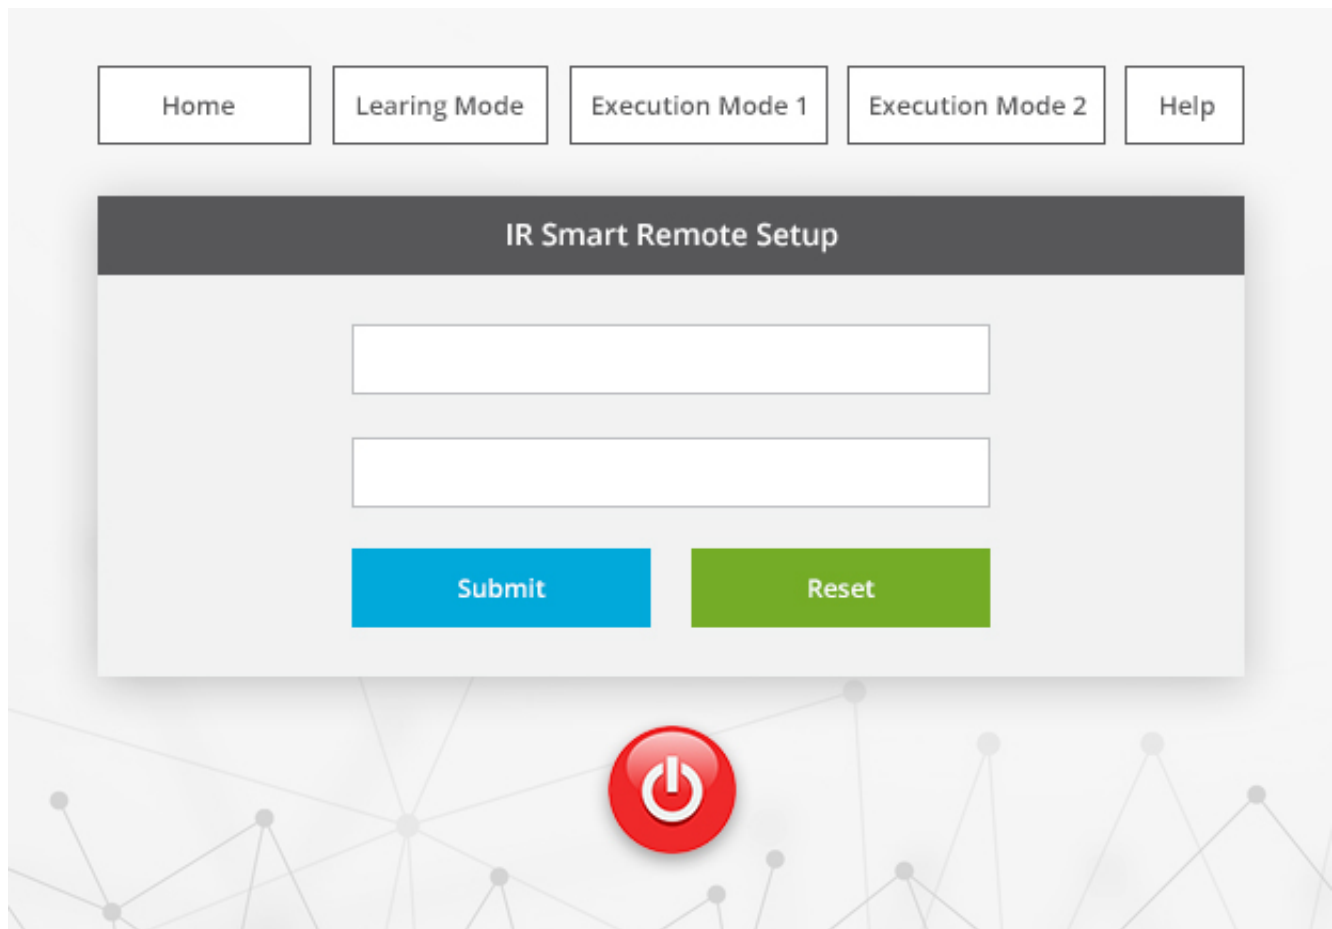 Home
Learing Mode
Execution Mode 1
Execution Mode 2
Help
IR Smart Remote Setup
Submit
Reset